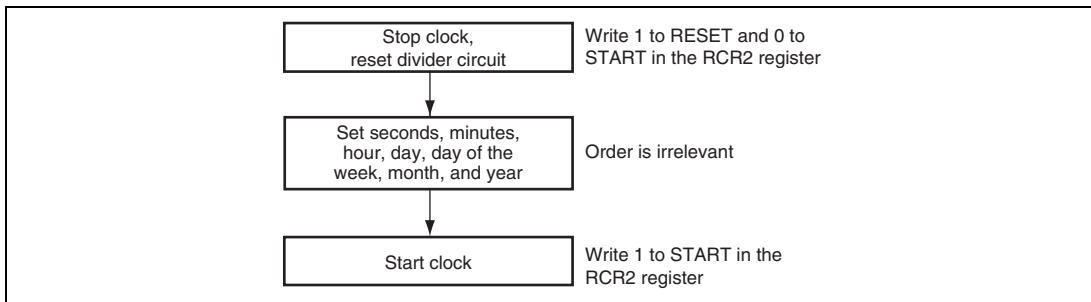 Stop clock,
reset divider circuit
Write 1 to RESET and 0 to
START in the RCR2 register
Set seconds, minutes,
hour, day, day of the
week, month, and year
Order is irrelevant
Start clock
Write 1 to START in the
RCR2 register